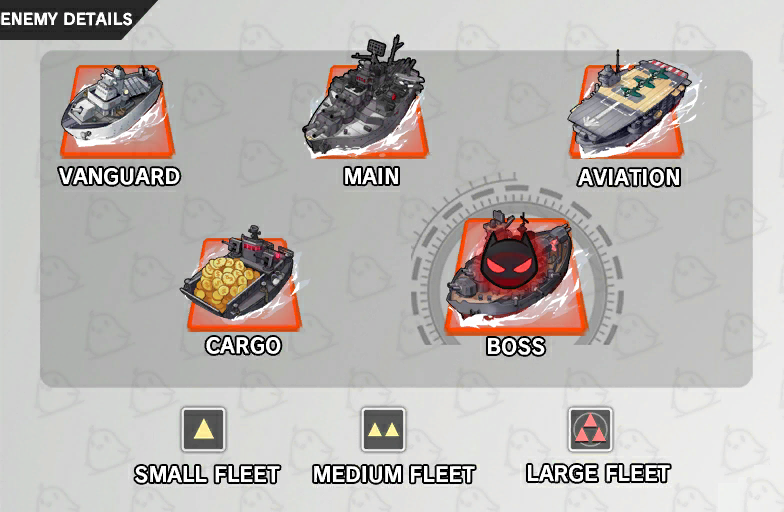 ENEMY DETAILS
VANGUARD
MAIN
AVIATION
CARGO
BOSS
SMALL FLEET
MEDIUM FLEET
LARGE FLEET